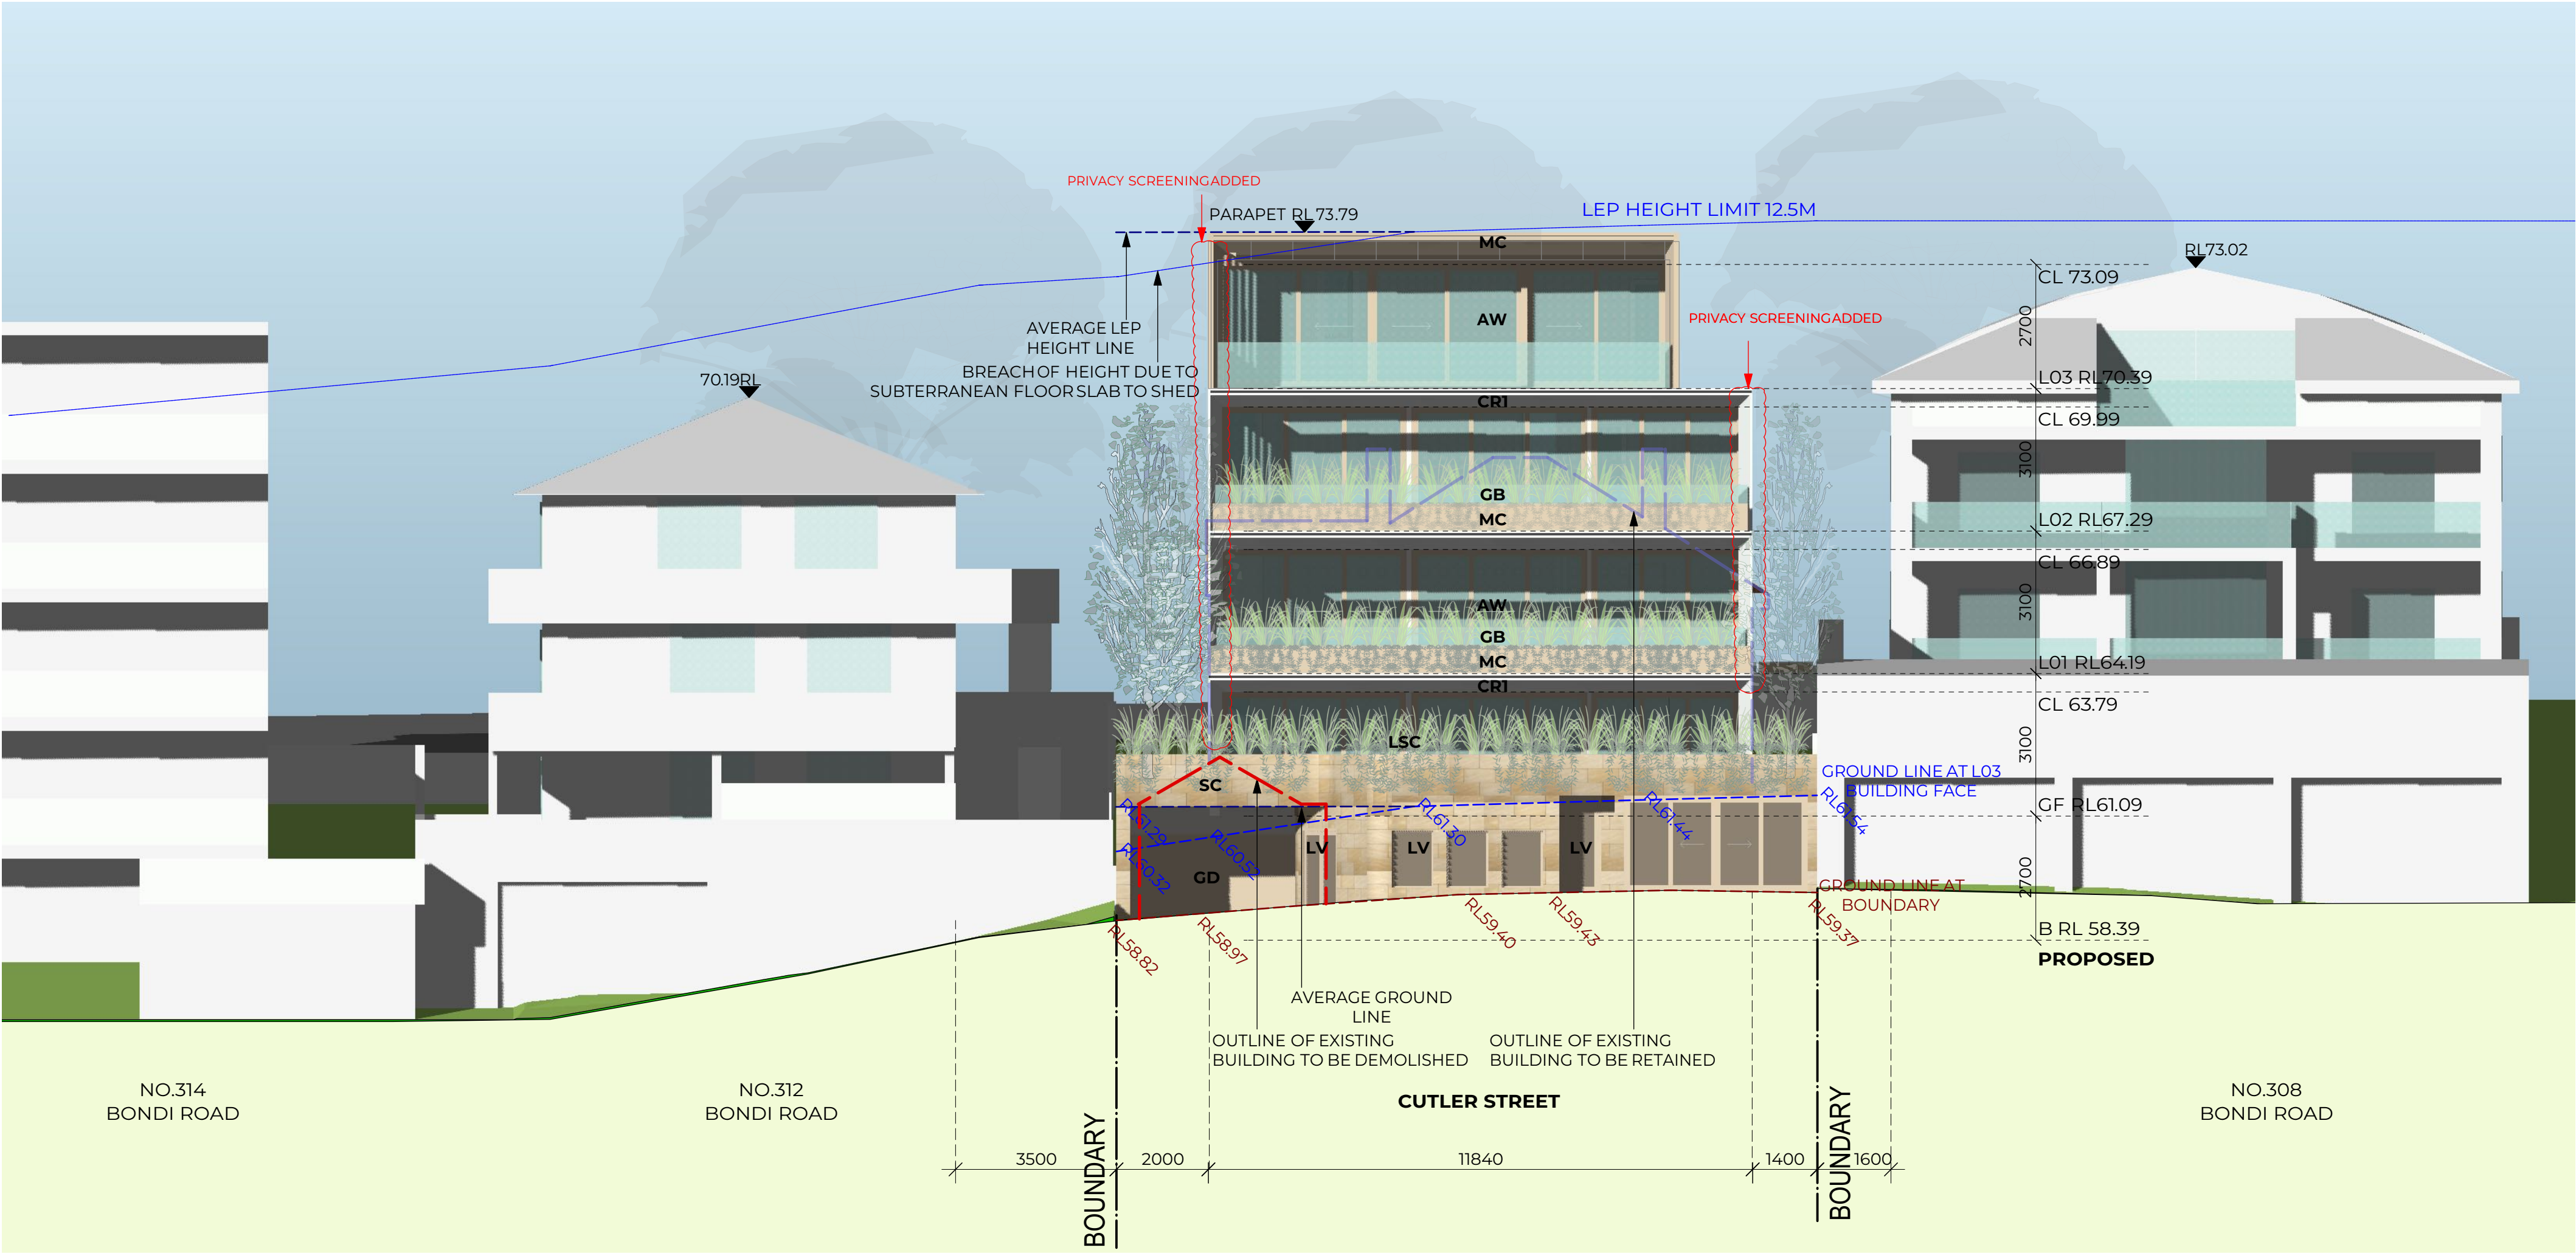 PRIVACY SCREENINGADDED
PARAPET RL 73.79
LEP HEIGHT LIMIT 12.5M
MC
RL73.02
CL 73.09
2700
AW
AVERAGE LEP
HEIGHT LINE
BREACH OF HEIGHT DUE TO
SUBTERRANEAN FLOOR SLAB TO SHED
PRIVACY SCREENINGADDED
70.19RL
L03 RL70.39
CR1
CL 69.99
3100
GB
MC
L02 RL67.29
CL 66.89
3100
AW
GB
MC
L01 RL64.19
CR1
CL 63.79
3100
LSC
SC
GROUND LINE AT L03
BUILDING FACE
GF RL61.09
RL61.29
RL60.32
RL60.52
RL61.30
RL61.44
RL61.54
LV
LV
LV
GD
2700
GROUND LINE AT
BOUNDARY
RL58.82
RL58.97
RL59.40
RL59.43
RL59.37
B RL 58.39
PROPOSED
AVERAGE GROUND
LINE
OUTLINE OF EXISTING
BUILDING TO BE DEMOLISHED
OUTLINE OF EXISTING
BUILDING TO BE RETAINED
NO.314
BONDI ROAD
NO.312
BONDI ROAD
CUTLER STREET
NO.308
BONDI ROAD
BOUNDARY
BOUNDARY
3500
2000
11840
1400
1600